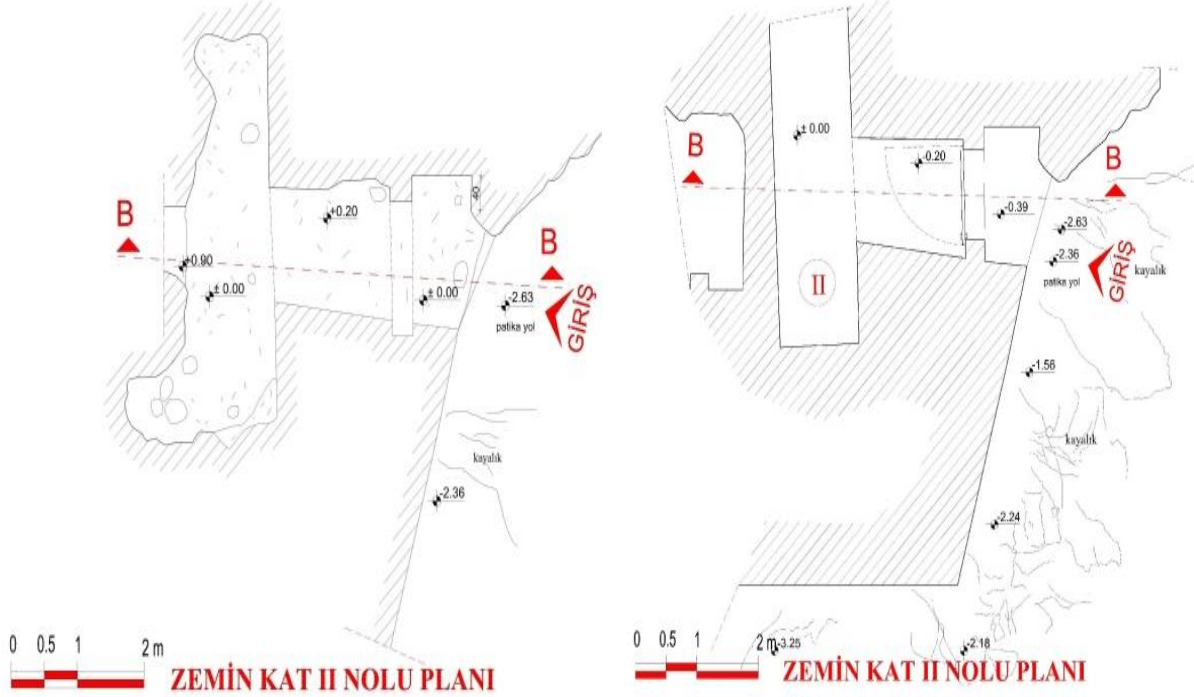 B
+0.20
40
+0.90
± 0.00
± 0.00
B
-2.63
patika yol
GİRİŞ
kayalık
-2.36
0 0.5 1 2 m
ZEMİN KAT II NOLU PLANI
± 0.00
B
-0.20
B
-0.39
-2.63
-2.36
patika yol
kayalık
GİRİŞ
II
-1.56
kayalık
-2.24
0 0.5 1 2 m
-3.25
-2.18
ZEMİN KAT II NOLU PLANI